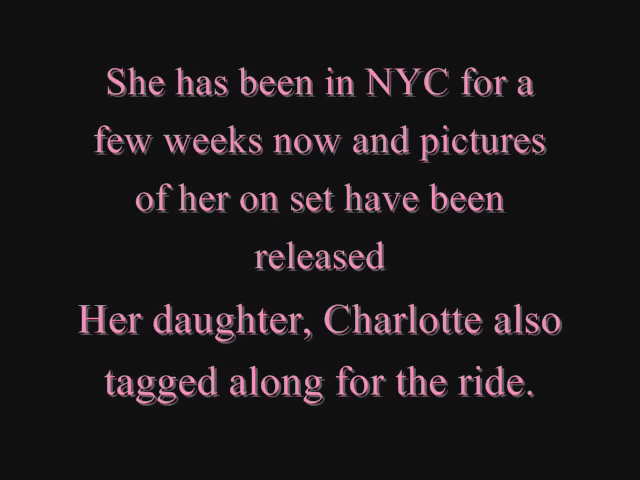 She has been in NYC for a
few weeks now and pictures
of her on set have been
released
Her daughter, Charlotte also
tagged along for the ride.